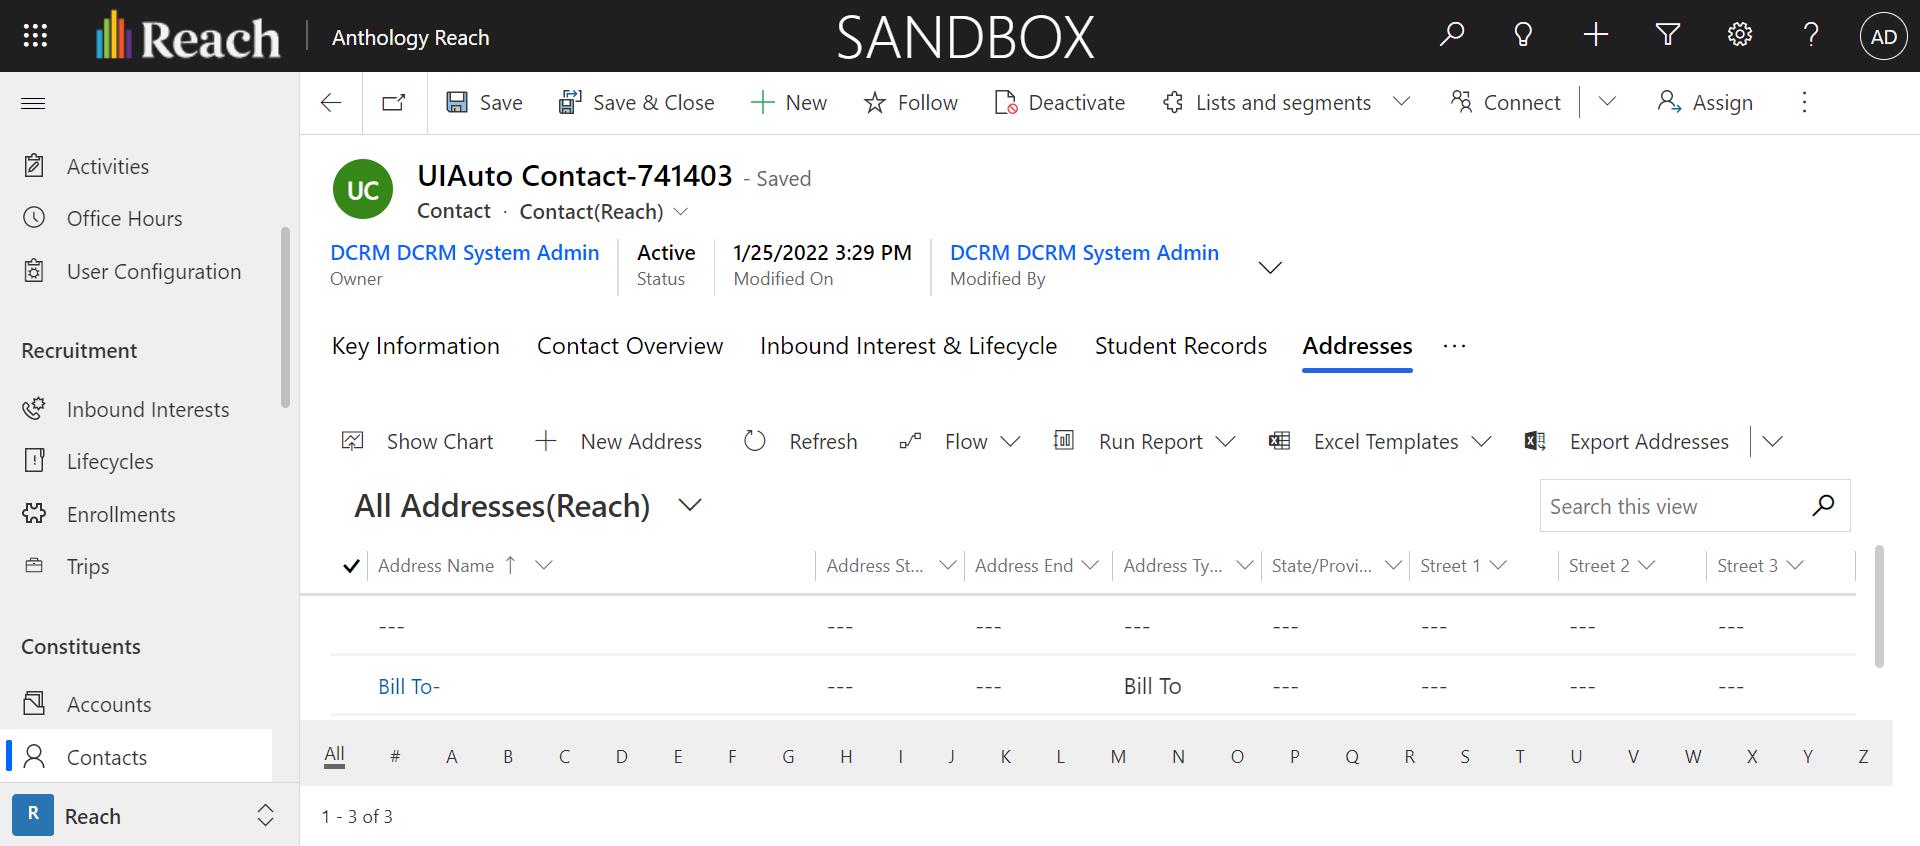 Reach
Anthology Reach
SANDBOX
AD
Save
Save & Close
New
Follow
Deactivate
Lists and segments
Connect
Assign
Activities
Office Hours
User Configuration
Recruitment
Inbound Interests
Lifecycles
Enrollments
Trips
Constituents
Accounts
Contacts
R
Reach
UC
UIAuto Contact-741403 - Saved
Contact · Contact(Reach)
DCRM DCRM System Admin
Owner
Active
Status
1/25/2022 3:29 PM
Modified On
DCRM DCRM System Admin
Modified By
Key Information
Contact Overview
Inbound Interest & Lifecycle
Student Records
Addresses
...
Show Chart
New Address
Refresh
Flow
Run Report
Excel Templates
Export Addresses
All Addresses(Reach)
Search this view
Address Name ↑ Address St... Address End Address Ty... State/Provi... Street 1 Street 2 Street 3
--- --- --- --- --- --- --- ---
Bill To- --- --- Bill To --- --- --- ---
All # A B C D E F G H I J K L M N O P Q R S T U V W X Y Z
1 - 3 of 3